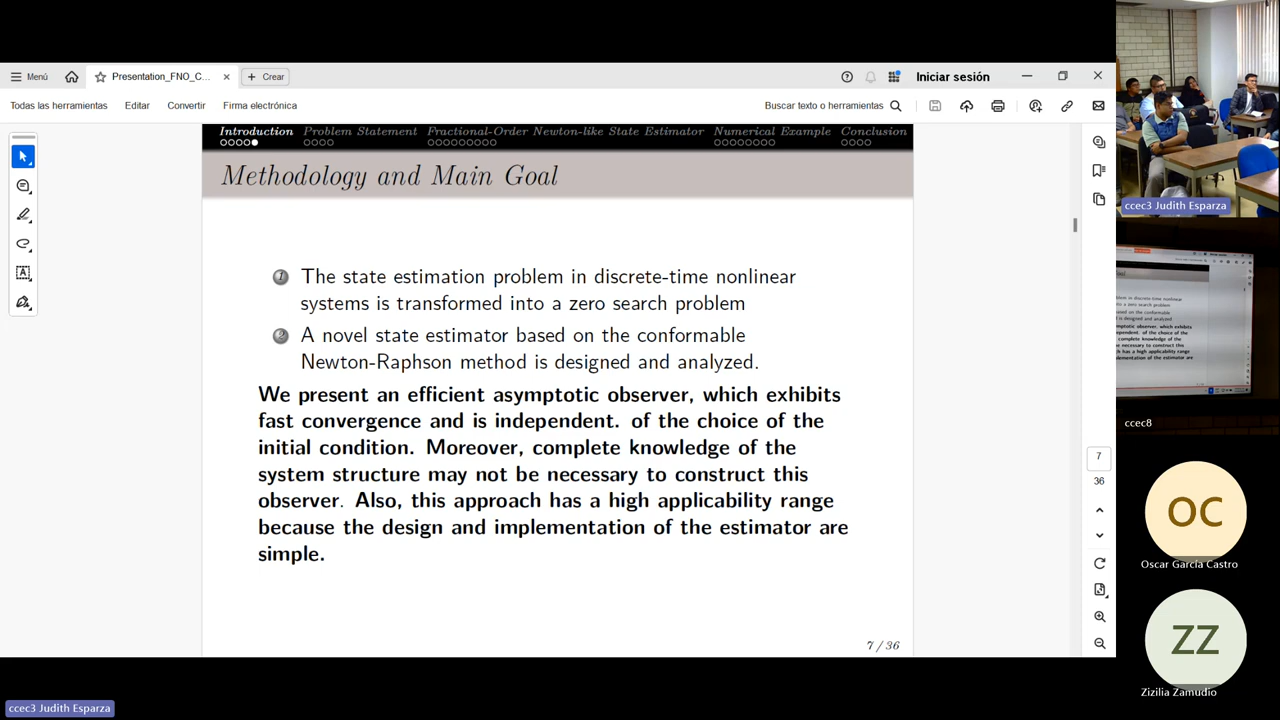 Menú
Presentation_FNO_C...
Crear
Iniciar sesión
Todas las herramientas
Editar
Convertir
Firma electrónica
Buscar texto o herramientas
Introduction
Problem Statement
Fractional-Order Newton-like State Estimator
Numerical Example
Conclusion
Methodology and Main Goal
1 The state estimation problem in discrete-time nonlinear
systems is transformed into a zero search problem
2 A novel state estimator based on the conformable
Newton-Raphson method is designed and analyzed.
We present an efficient asymptotic observer, which exhibits
fast convergence and is independent. of the choice of the
initial condition. Moreover, complete knowledge of the
system structure may not be necessary to construct this
observer. Also, this approach has a high applicability range
because the design and implementation of the estimator are
simple.
7 / 36
7
36
ccec3 Judith Esparza
ccec8
OC
Oscar García Castro
ZZ
Zizilia Zamudio
ccec3 Judith Esparza